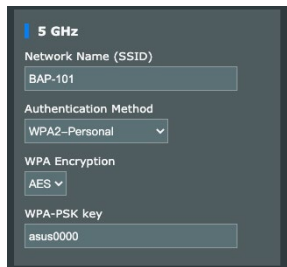 5 GHz
Network Name (SSID)
BAP-101
Authentication Method
WPA2-Personal
WPA Encryption
AES
WPA-PSK key
asus0000